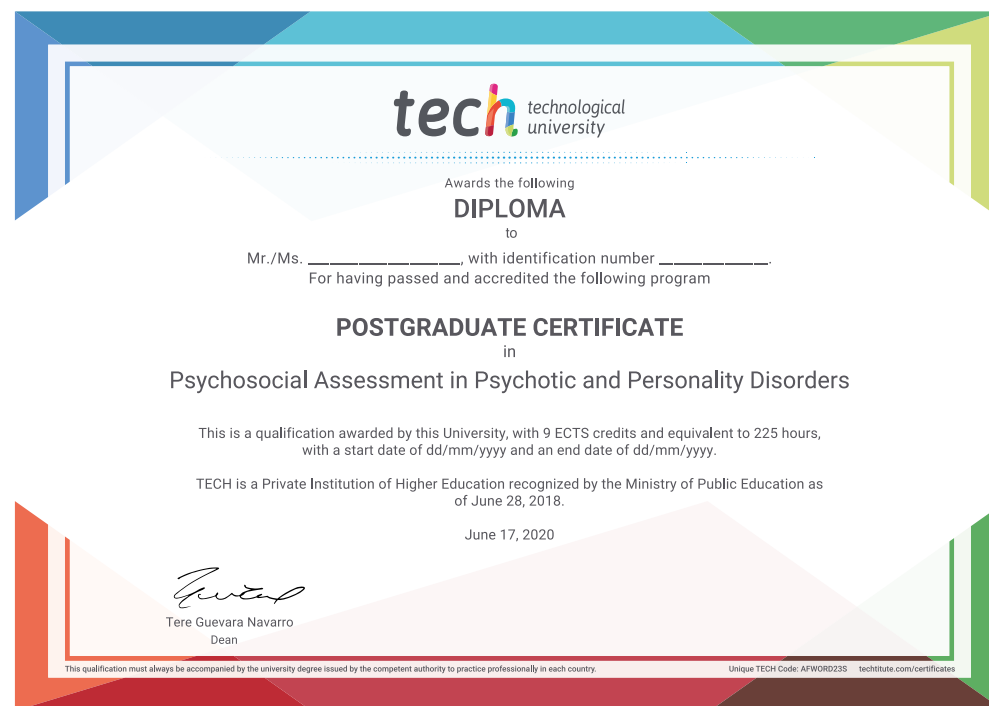 tech technological
university
Awards the following
DIPLOMA
to
Mr./Ms. ____________________, with identification number ______________.
For having passed and accredited the following program
POSTGRADUATE CERTIFICATE
in
Psychosocial Assessment in Psychotic and Personality Disorders
This is a qualification awarded by this University, with 9 ECTS credits and equivalent to 225 hours,
with a start date of dd/mm/yyyy and an end date of dd/mm/yyyy.
TECH is a Private Institution of Higher Education recognized by the Ministry of Public Education as
of June 28, 2018.
June 17, 2020
Tere Guevara Navarro
Dean
This qualification must always be accompanied by the university degree issued by the competent authority to practice professionally in each country. Unique TECH Code: AFWORD23S techtitute.com/certificates